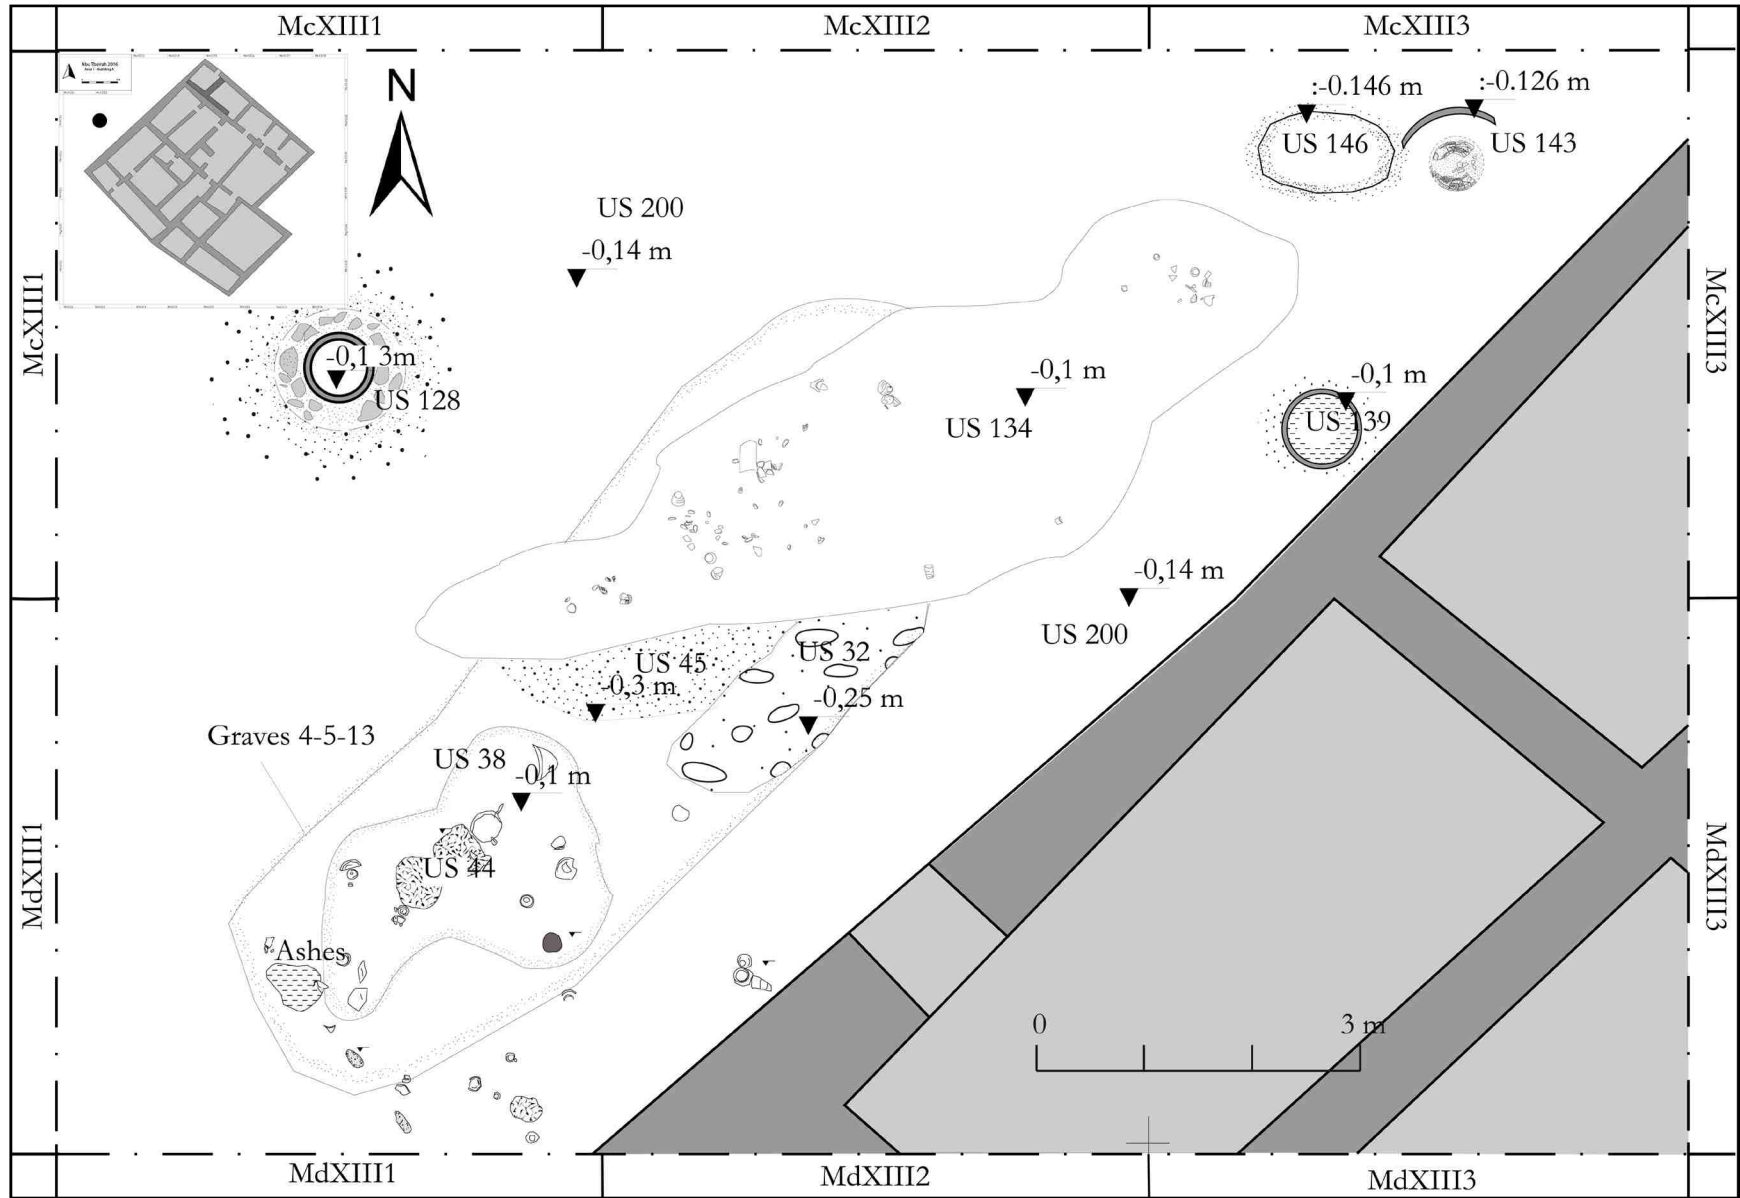 McXIII1
McXIII2
McXIII3
Abu Tbeirah 2016
N
:-0.146 m
:-0.126 m
US 146
US 143
US 200
-0,14 m
McXIII1
McXIII3
-0,1 3m
US 128
-0,1 m
US 134
-0,1 m
US 139
-0,14 m
US 200
US 45
US 32
-0,3 m
-0,25 m
Graves 4-5-13
US 38
-0,1 m
US 44
MdXIII1
MdXIII3
Ashes
0
3 m
MdXIII1
MdXIII2
MdXIII3